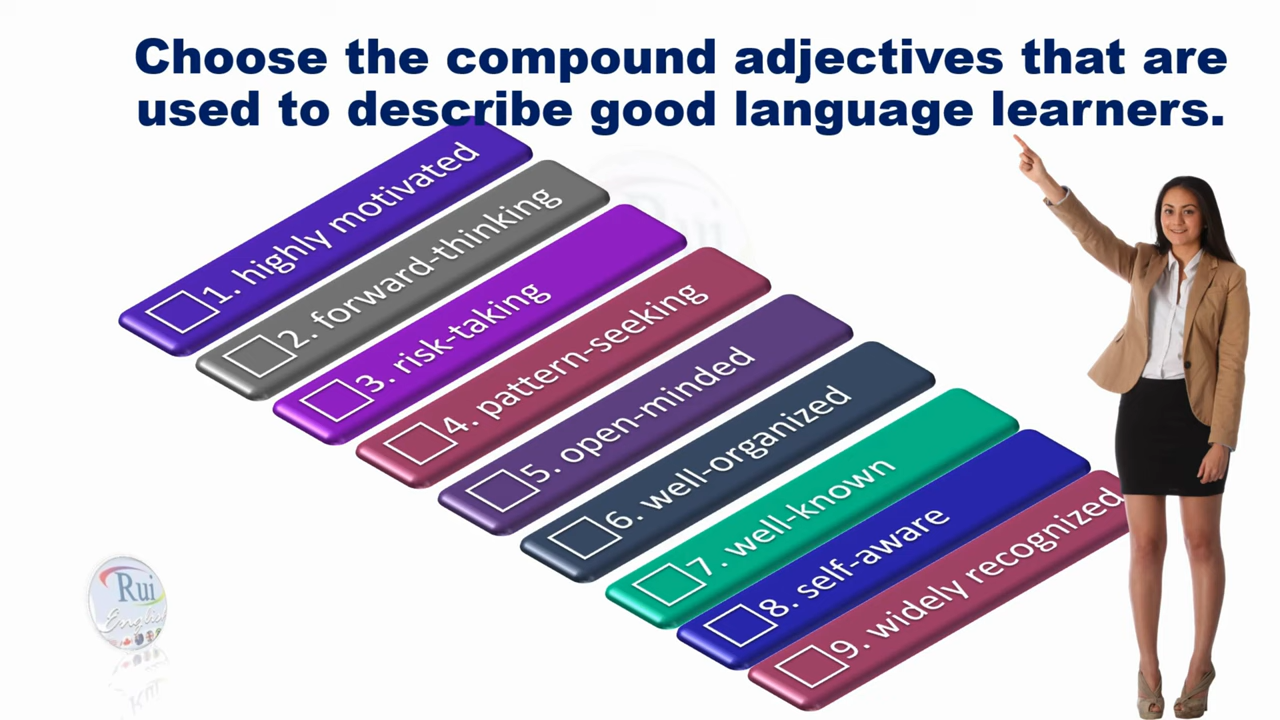 Choose the compound adjectives that are
used to describe good language learners.
1. highly motivated
2. forward-thinking
3. risk-taking
4. pattern-seeking
5. open-minded
6. well-organized
7. well-known
8. self-aware
9. widely recognized
Rui
Rui
English